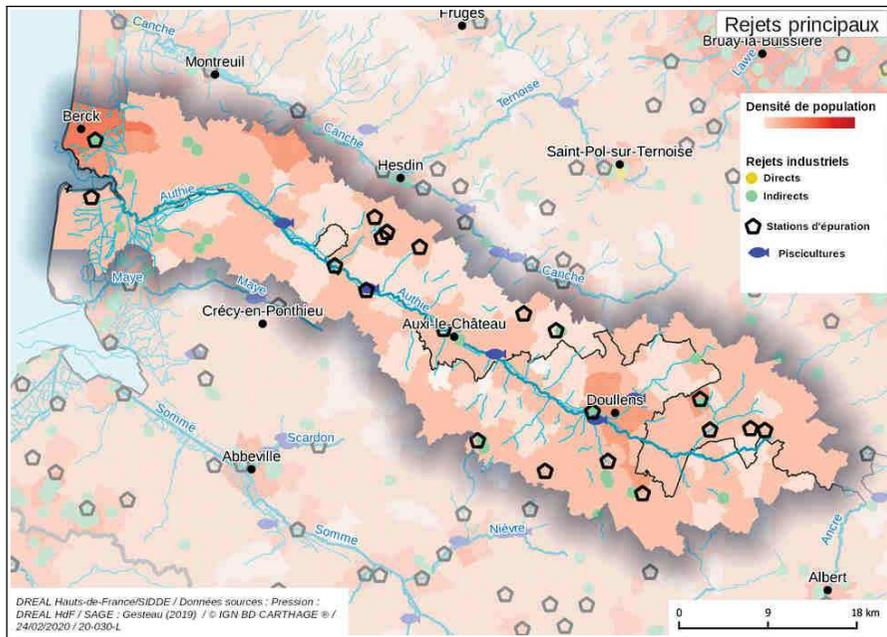 Rejets principaux
Fruges
Bruay-la-Buissière
Canche
Montreuil
Lawe
Berck
Ternoise
Canche
Saint-Pol-sur-Ternoise
Hesdin
Authie
Canche
Maye
Maye
Crécy-en-Ponthieu
Authie
Auxi-le-Château
Doullens
Somme
Scardon
Abbeville
Somme
Nièvre
Ancre
Albert
Densité de population
Rejets industriels
Directs
Indirects
Stations d'épuration
Piscicultures
DREAL Hauts-de-France/SIDDE / Données sources : Pression :
DREAL HdF / SAGE : Gesteau (2019) / © IGN BD CARTHAGE ® /
24/02/2020 / 20-030-L
0 9 18 km